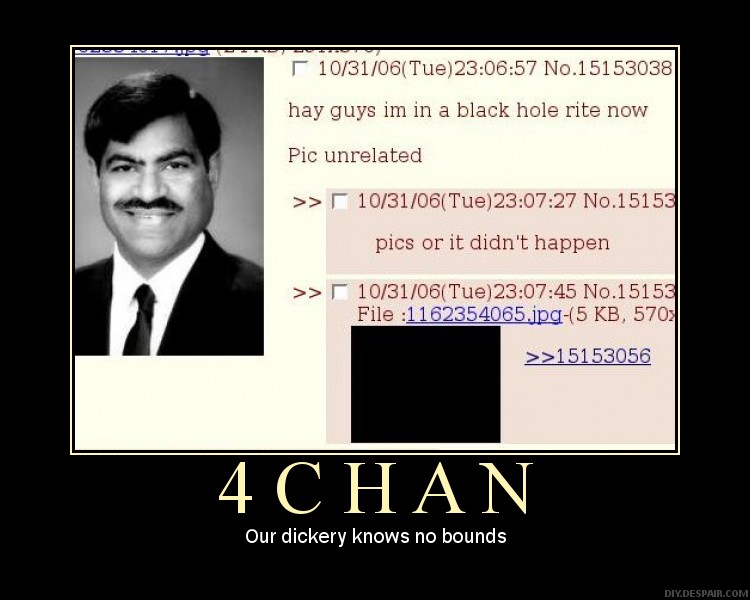 10/31/06(Tue)23:06:57 No.15153038
hay guys im in a black hole rite now
Pic unrelated
>> 10/31/06(Tue)23:07:27 No.15153
pics or it didn't happen
>> 10/31/06(Tue)23:07:45 No.15153
File :1162354065.jpg-(5 KB, 570x
>>15153056
4CHAN
Our dickery knows no bounds
DIY.DESPAIR.COM